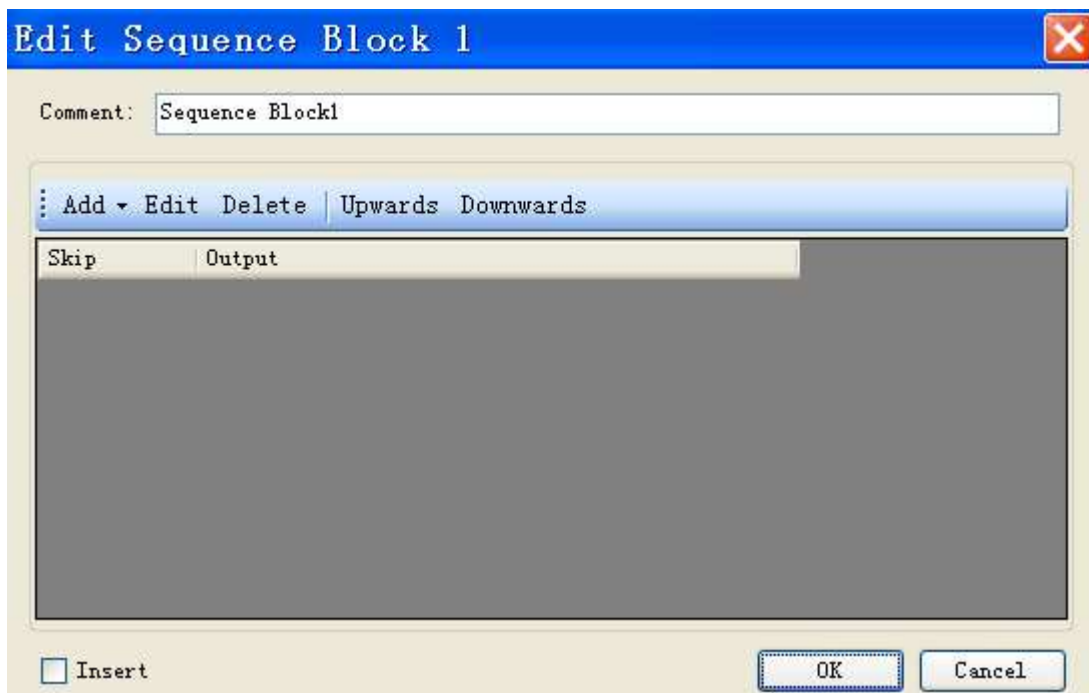 Edit Sequence Block 1
Comment: Sequence Block1
Add Edit Delete Upwards Downwards
Skip Output
Insert OK Cancel